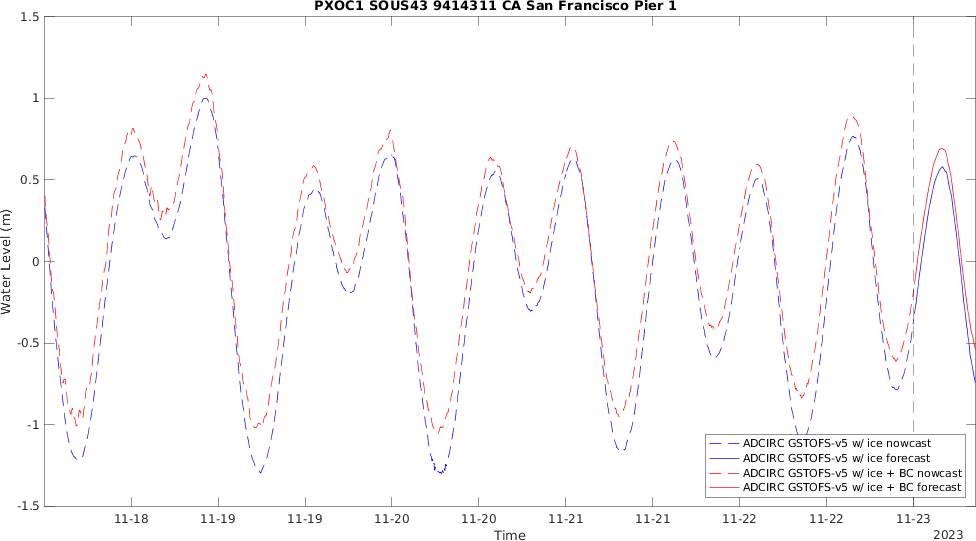 PXOC1 SOUS43 9414311 CA San Francisco Pier 1
1.5
1
0.5
0
-0.5
-1
-1.5
Water Level (m)
ADCIRC GSTOFS-v5 w/ ice nowcast
ADCIRC GSTOFS-v5 w/ ice forecast
ADCIRC GSTOFS-v5 w/ ice + BC nowcast
ADCIRC GSTOFS-v5 w/ ice + BC forecast
11-18 11-19 11-19 11-20 11-20 11-21 11-21 11-22 11-22 11-23
Time
2023